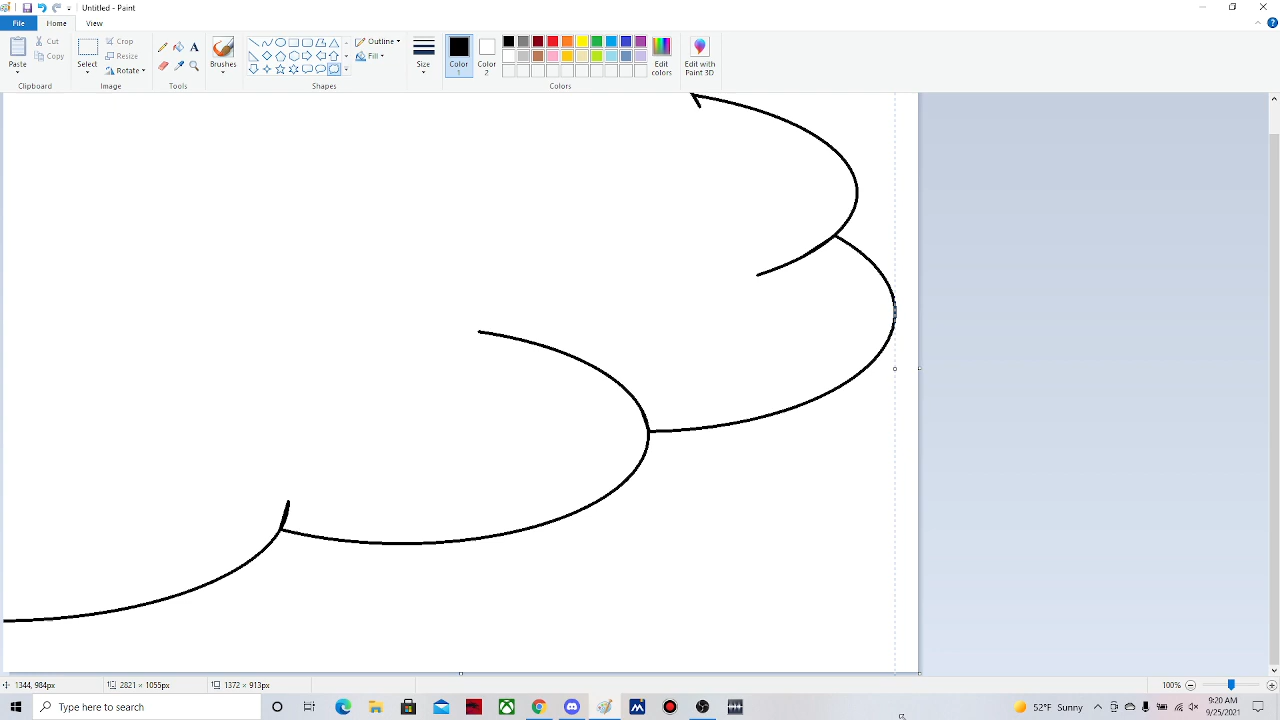 Untitled - Paint
File
Home
View
Paste
Cut
Copy
Clipboard
Select
Crop
Resize
Rotate
Image
A
Tools
Brushes
Shapes
Outline
Fill
Size
Color 1
Color 2
Edit colors
Colors
Edit with Paint 3D
1344, 984px
2821 × 1055px
1372 × 913px
100%
Type here to search
52°F Sunny
9:20 AM
9/25/2021